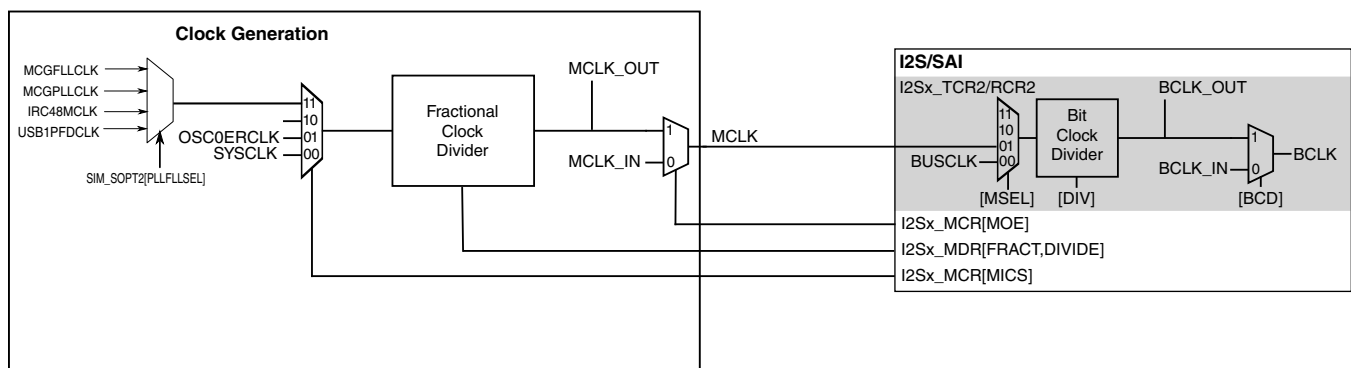 Clock Generation
MCGFLLCLK
MCGPLLCLK
IRC48MCLK
USB1PFDCLK
SIM_SOPT2[PLLFLLSEL]
11
10
OSC0ERCLK 01
SYSCLK 00
Fractional
Clock
Divider
MCLK_OUT
1
MCLK_IN 0
MCLK
I2S/SAI
I2Sx_TCR2/RCR2
11
10
01
BUSCLK 00
[MSEL]
Bit
Clock
Divider
[DIV]
BCLK_OUT
1
BCLK_IN 0
BCLK
[BCD]
I2Sx_MCR[MOE]
I2Sx_MDR[FRACT,DIVIDE]
I2Sx_MCR[MICS]